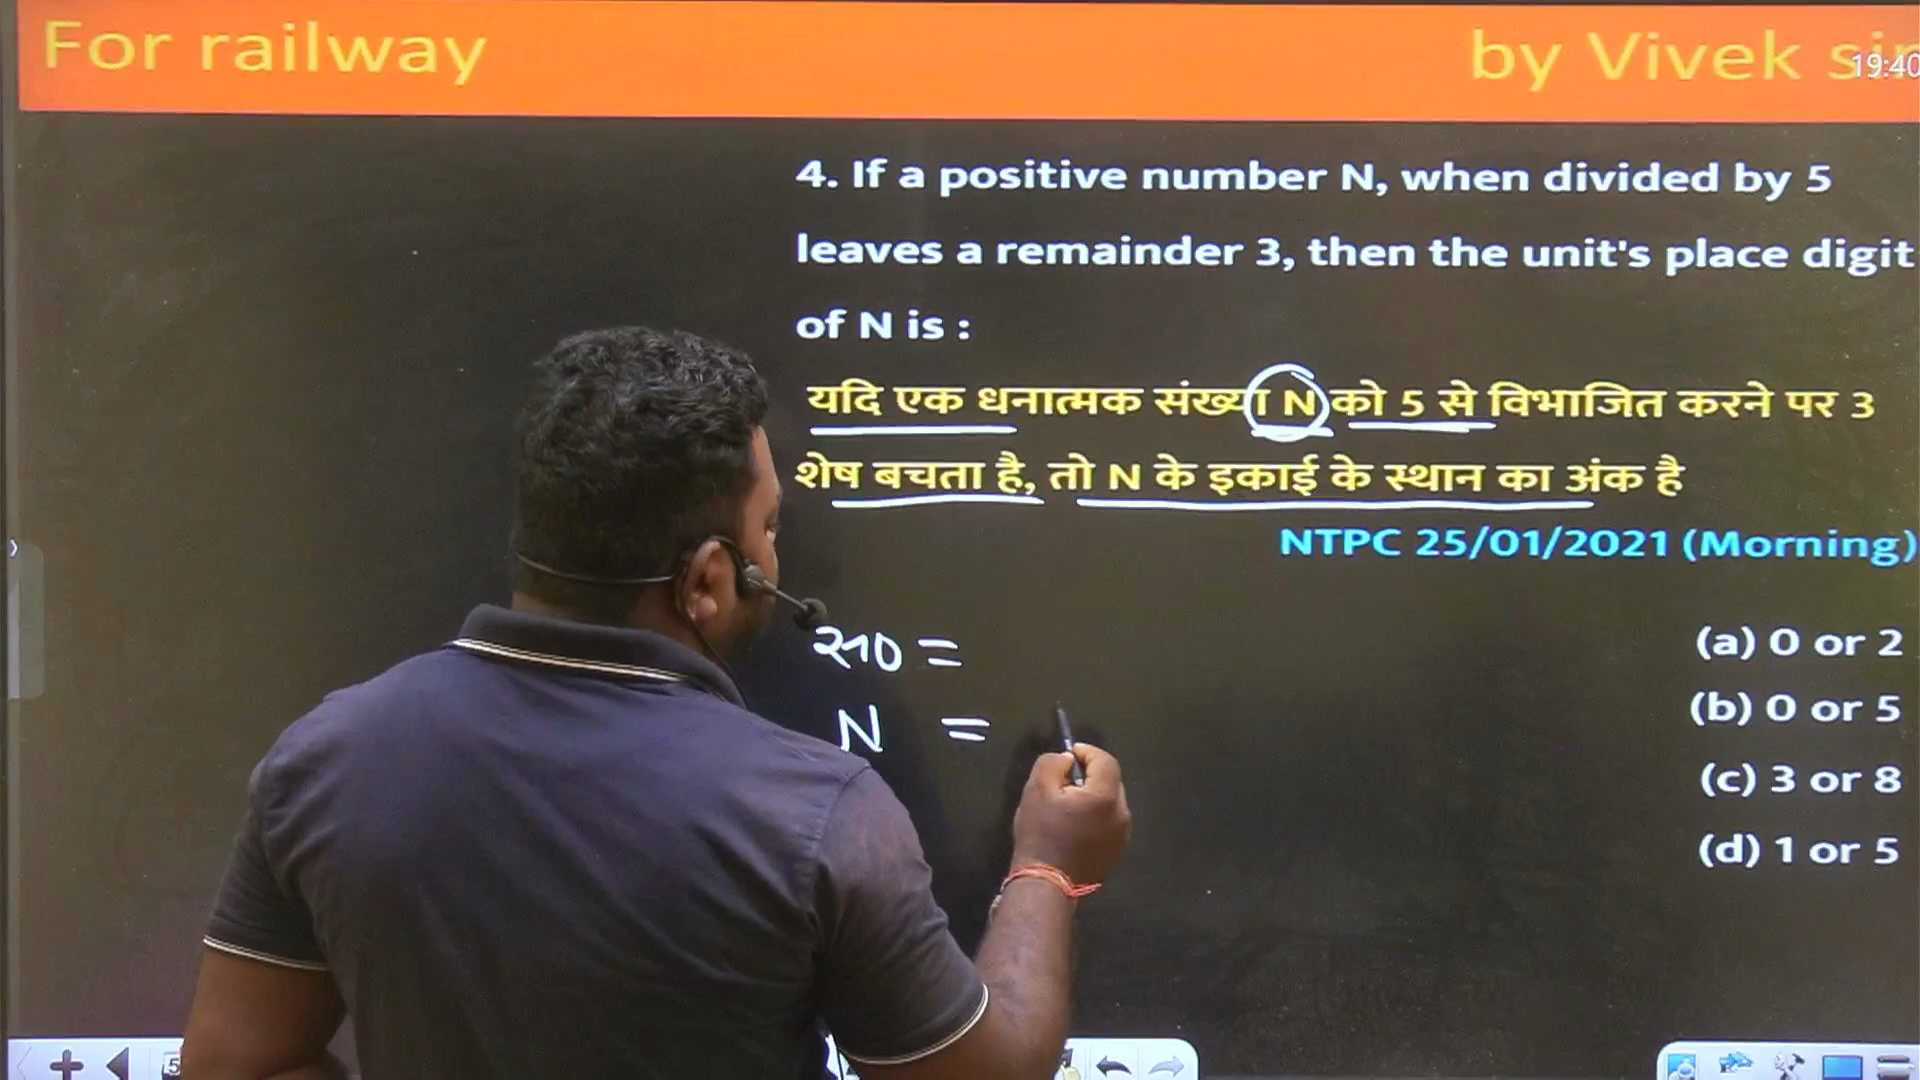 For railway
by Vivek
19:40
4. If a positive number N, when divided by 5
leaves a remainder 3, then the unit's place digit
of N is :
यदि एक धनात्मक संख्या N को 5 से विभाजित करने पर 3
शेष बचता है, तो N के इकाई के स्थान का अंक है
NTPC 25/01/2021 (Morning)
(a) 0 or 2
(b) 0 or 5
(c) 3 or 8
(d) 1 or 5
N =